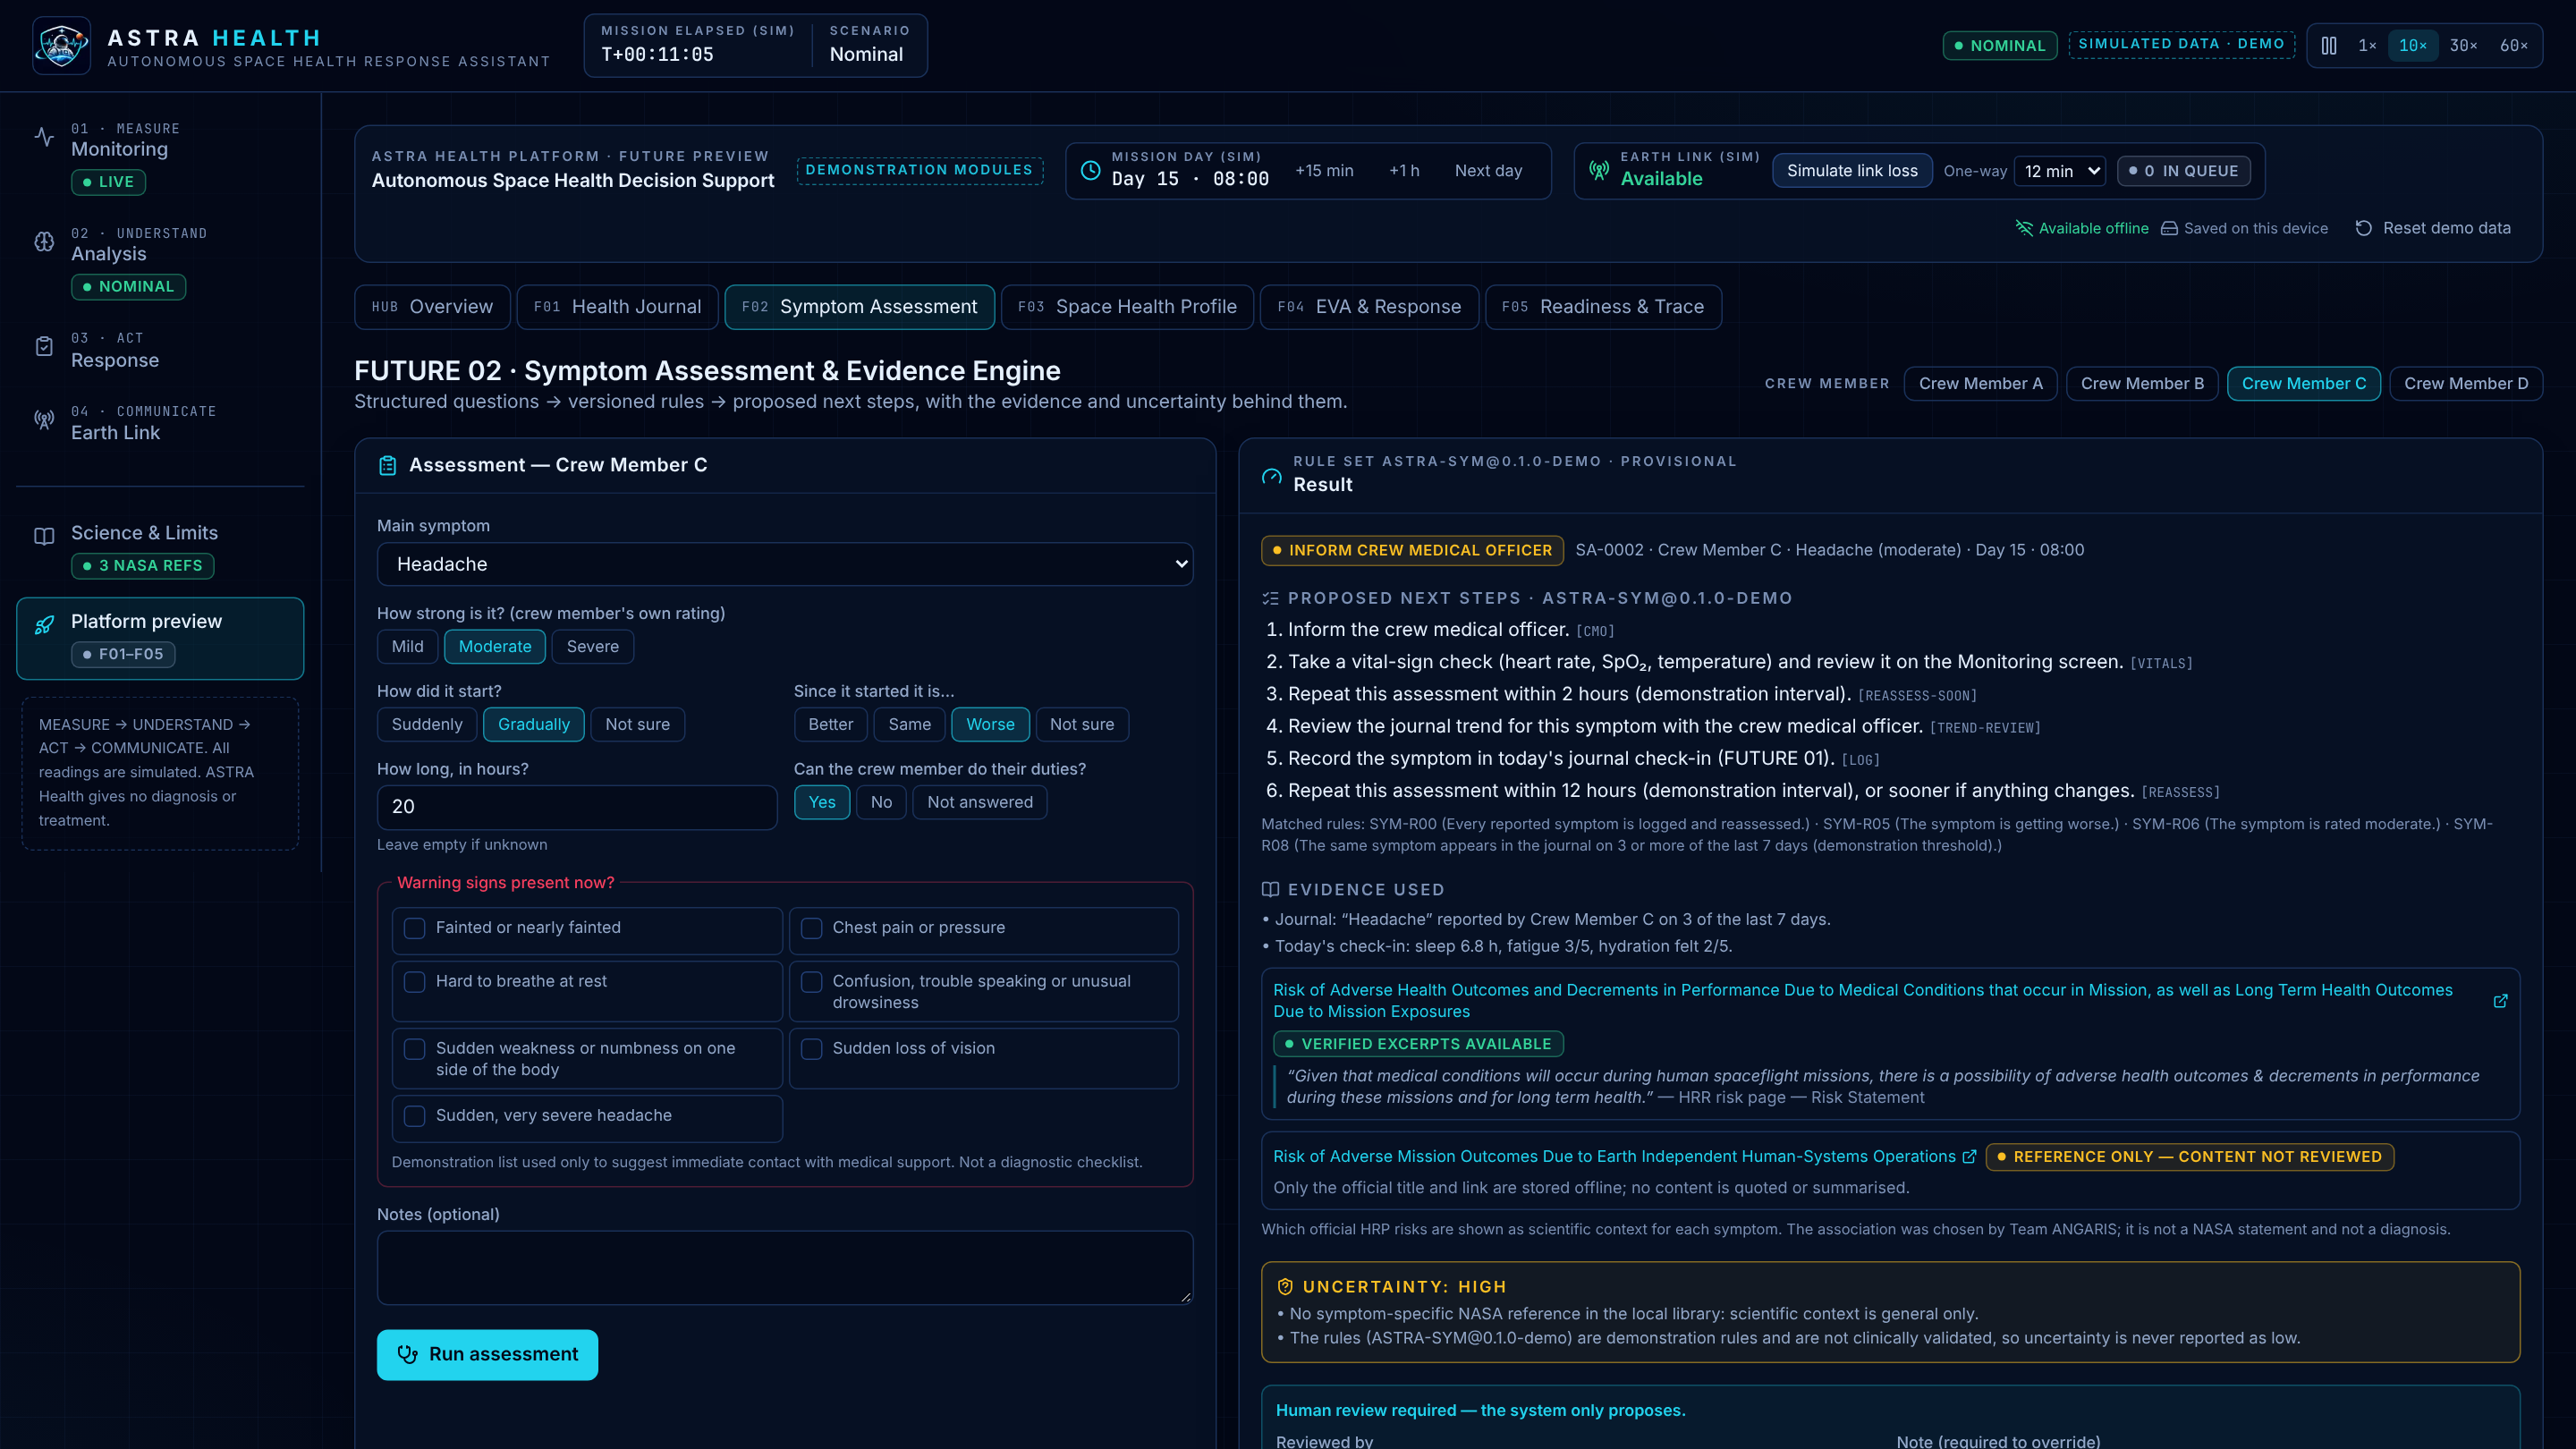 ASTRA HEALTH
AUTONOMOUS SPACE HEALTH RESPONSE ASSISTANT
MISSION ELAPSED (SIM)
T+00:11:05
SCENARIO
Nominal
NOMINAL
SIMULATED DATA · DEMO
1×
10×
30×
60×
01 · MEASURE
Monitoring
LIVE
02 · UNDERSTAND
Analysis
NOMINAL
03 · ACT
Response
04 · COMMUNICATE
Earth Link
Science & Limits
3 NASA REFS
Platform preview
F01–F05
MEASURE → UNDERSTAND →
ACT → COMMUNICATE. All
readings are simulated. ASTRA
Health gives no diagnosis or
treatment.
ASTRA HEALTH PLATFORM · FUTURE PREVIEW
Autonomous Space Health Decision Support
DEMONSTRATION MODULES
MISSION DAY (SIM)
Day 15 · 08:00
+15 min
+1 h
Next day
EARTH LINK (SIM)
Available
Simulate link loss
One-way
12 min
0 IN QUEUE
Available offline
Saved on this device
Reset demo data
HUB Overview
F01 Health Journal
F02 Symptom Assessment
F03 Space Health Profile
F04 EVA & Response
F05 Readiness & Trace
FUTURE 02 · Symptom Assessment & Evidence Engine
Structured questions → versioned rules → proposed next steps, with the evidence and uncertainty behind them.
CREW MEMBER
Crew Member A
Crew Member B
Crew Member C
Crew Member D
Assessment — Crew Member C
Main symptom
Headache
How strong is it? (crew member's own rating)
Mild
Moderate
Severe
How did it start?
Suddenly
Gradually
Not sure
Since it started it is...
Better
Same
Worse
Not sure
How long, in hours?
20
Leave empty if unknown
Can the crew member do their duties?
Yes
No
Not answered
Warning signs present now?
Fainted or nearly fainted
Chest pain or pressure
Hard to breathe at rest
Confusion, trouble speaking or unusual
drowsiness
Sudden weakness or numbness on one
side of the body
Sudden loss of vision
Sudden, very severe headache
Demonstration list used only to suggest immediate contact with medical support. Not a diagnostic checklist.
Notes (optional)
Run assessment
RULE SET ASTRA-SYM@0.1.0-DEMO · PROVISIONAL
Result
INFORM CREW MEDICAL OFFICER
SA-0002 · Crew Member C · Headache (moderate) · Day 15 · 08:00
PROPOSED NEXT STEPS · ASTRA-SYM@0.1.0-DEMO
1. Inform the crew medical officer. [CMO]
2. Take a vital-sign check (heart rate, SpO₂, temperature) and review it on the Monitoring screen. [VITALS]
3. Repeat this assessment within 2 hours (demonstration interval). [REASSESS-SOON]
4. Review the journal trend for this symptom with the crew medical officer. [TREND-REVIEW]
5. Record the symptom in today's journal check-in (FUTURE 01). [LOG]
6. Repeat this assessment within 12 hours (demonstration interval), or sooner if anything changes. [REASSESS]
Matched rules: SYM-R00 (Every reported symptom is logged and reassessed.) · SYM-R05 (The symptom is getting worse.) · SYM-R06 (The symptom is rated moderate.) · SYM-
R08 (The same symptom appears in the journal on 3 or more of the last 7 days (demonstration threshold).)
EVIDENCE USED
• Journal: “Headache” reported by Crew Member C on 3 of the last 7 days.
• Today's check-in: sleep 6.8 h, fatigue 3/5, hydration felt 2/5.
Risk of Adverse Health Outcomes and Decrements in Performance Due to Medical Conditions that occur in Mission, as well as Long Term Health Outcomes
Due to Mission Exposures
VERIFIED EXCERPTS AVAILABLE
“Given that medical conditions will occur during human spaceflight missions, there is a possibility of adverse health outcomes & decrements in performance
during these missions and for long term health.” — HRR risk page — Risk Statement
Risk of Adverse Mission Outcomes Due to Earth Independent Human-Systems Operations
REFERENCE ONLY — CONTENT NOT REVIEWED
Only the official title and link are stored offline; no content is quoted or summarised.
Which official HRP risks are shown as scientific context for each symptom. The association was chosen by Team ANGARIS; it is not a NASA statement and not a diagnosis.
UNCERTAINTY: HIGH
• No symptom-specific NASA reference in the local library: scientific context is general only.
• The rules (ASTRA-SYM@0.1.0-demo) are demonstration rules and are not clinically validated, so uncertainty is never reported as low.
Human review required — the system only proposes.
Reviewed by
Note (required to override)